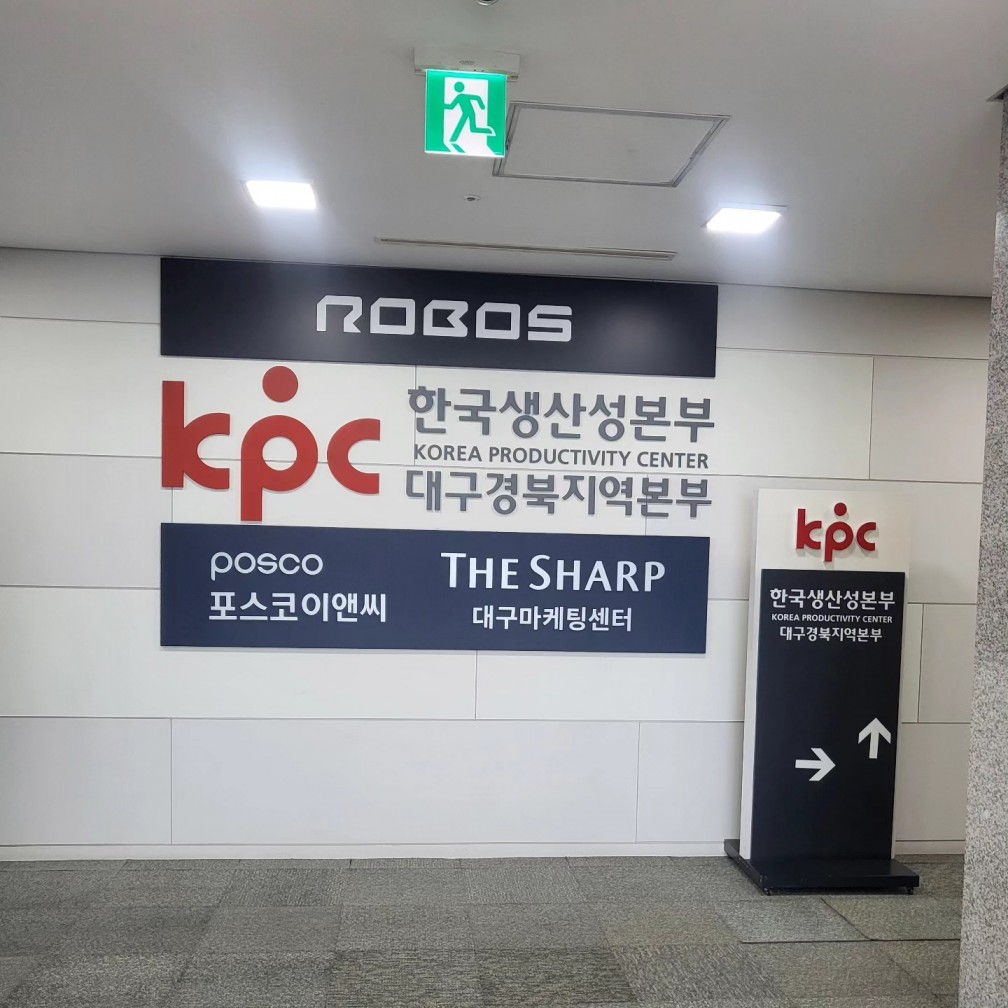 ROBOS
kpc
한국생산성본부
KOREA PRODUCTIVITY CENTER
대구경북지역본부
posco
포스코이앤씨
THE SHARP
대구마케팅센터
kpc
한국생산성본부
KOREA PRODUCTIVITY CENTER
대구경북지역본부